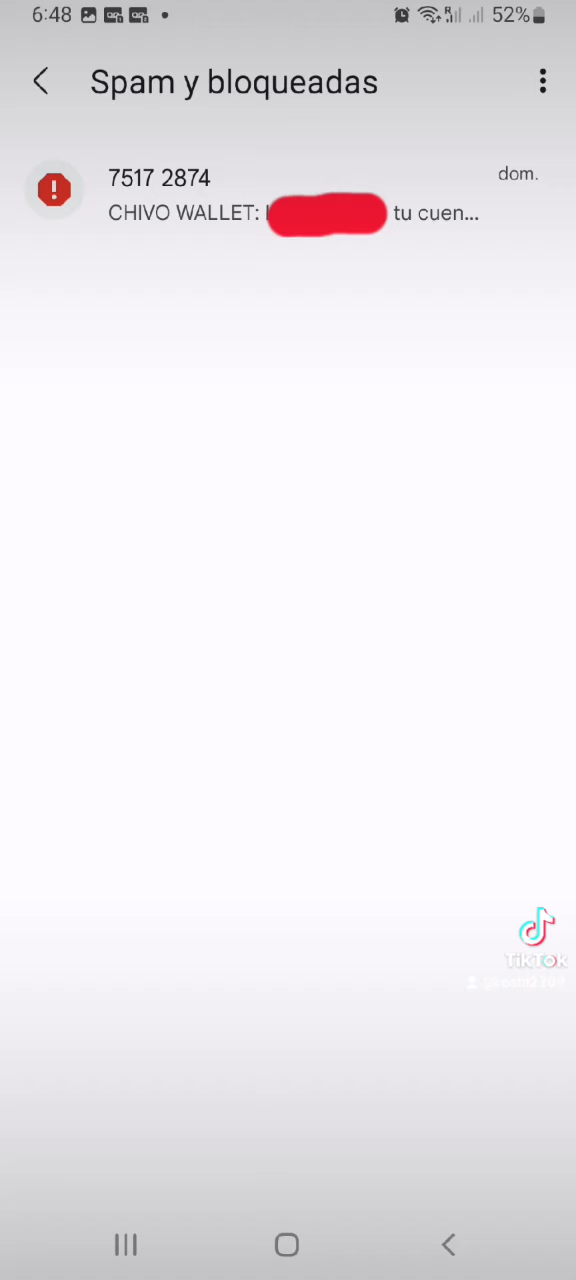 6:48
52%
Spam y bloqueadas
7517 2874
dom.
CHIVO WALLET: tu cuen...
TikTok